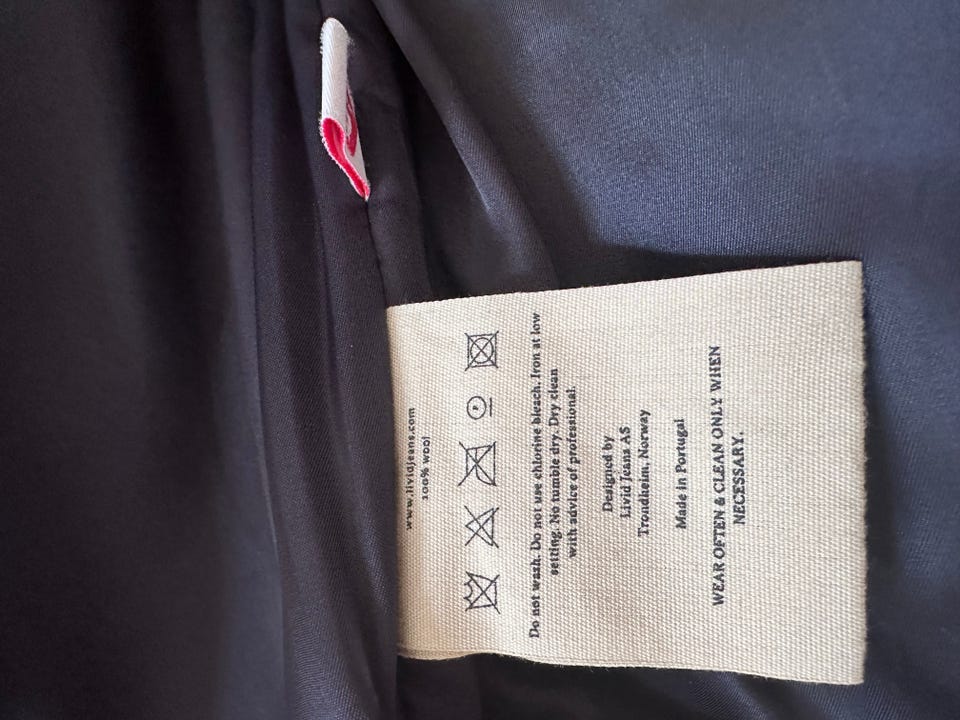 www.lividjeans.com
100% wool
Do not wash. Do not use chlorine bleach. Iron at low
setting. No tumble dry. Dry clean
with advice of professional.
Designed by
Livid Jeans AS
Trondheim, Norway
Made in Portugal
WEAR OFTEN & CLEAN ONLY WHEN
NECESSARY.